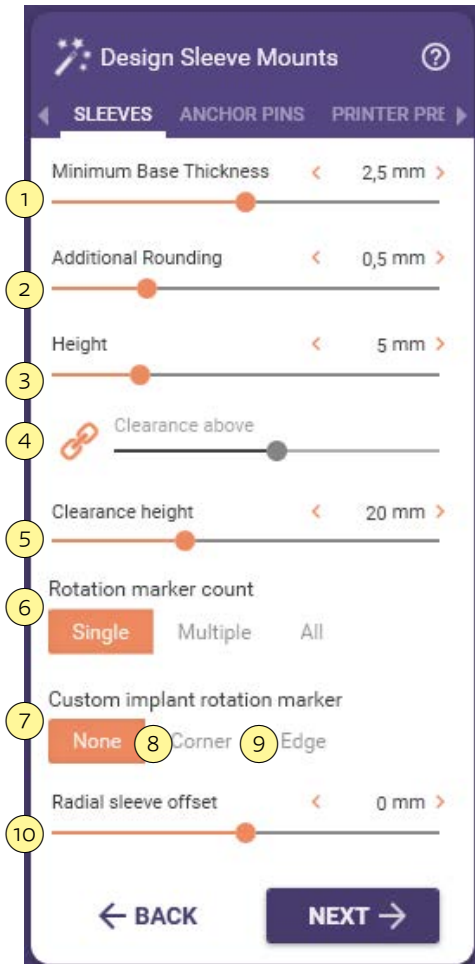 Design Sleeve Mounts ?
SLEEVES ANCHOR PINS PRINTER PRE
Minimum Base Thickness < 2,5 mm >
1
Additional Rounding < 0,5 mm >
2
Height < 5 mm >
3
4 Clearance above
Clearance height < 20 mm >
5
Rotation marker count
6
Single Multiple All
Custom implant rotation marker
7
None 8 Corner 9 Edge
Radial sleeve offset < 0 mm >
10
← BACK NEXT →